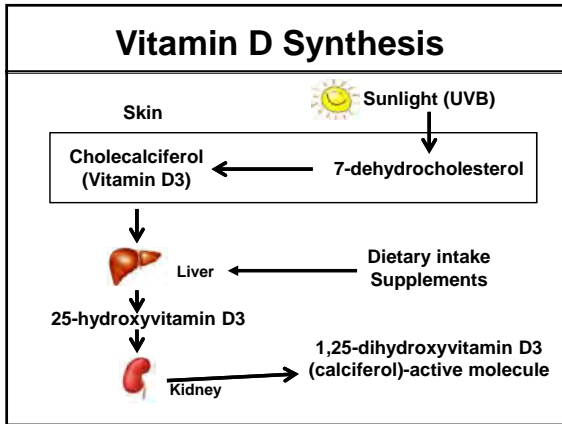 Vitamin D Synthesis
Skin
Sunlight (UVB)
Cholecalciferol
(Vitamin D3)
7-dehydrocholesterol
Liver
Dietary intake
Supplements
25-hydroxyvitamin D3
1,25-dihydroxyvitamin D3
(calciferol)-active molecule
Kidney